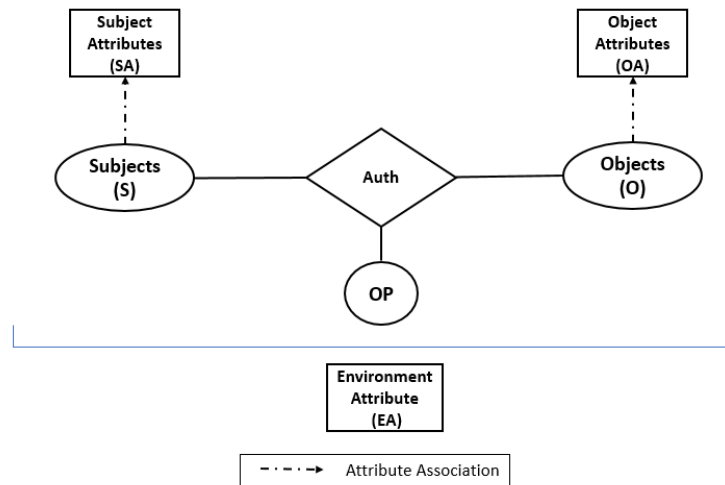 Subject
Attributes
(SA)
Object
Attributes
(OA)
Subjects
(S)
Auth
Objects
(O)
OP
Environment
Attribute
(EA)
Attribute Association